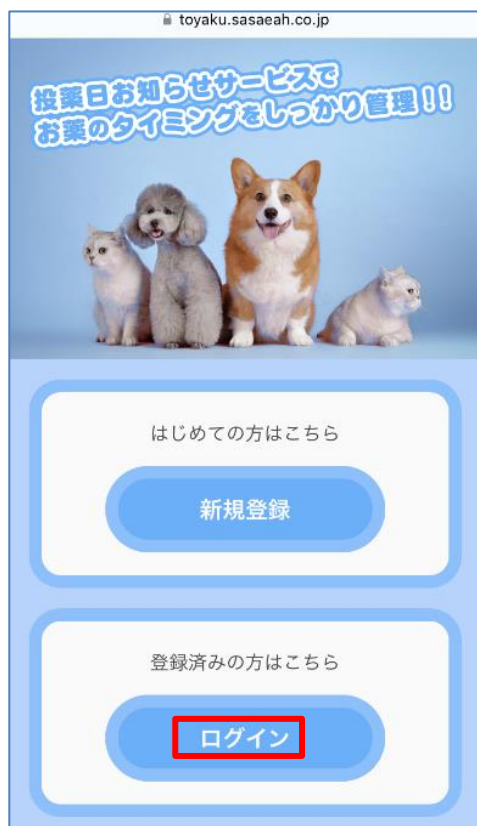 toyaku.sasaeah.co.jp
投薬日お知らせサービスで
お薬のタイミングをしっかり管理!!
はじめての方はこちら
新規登録
登録済みの方はこちら
ログイン